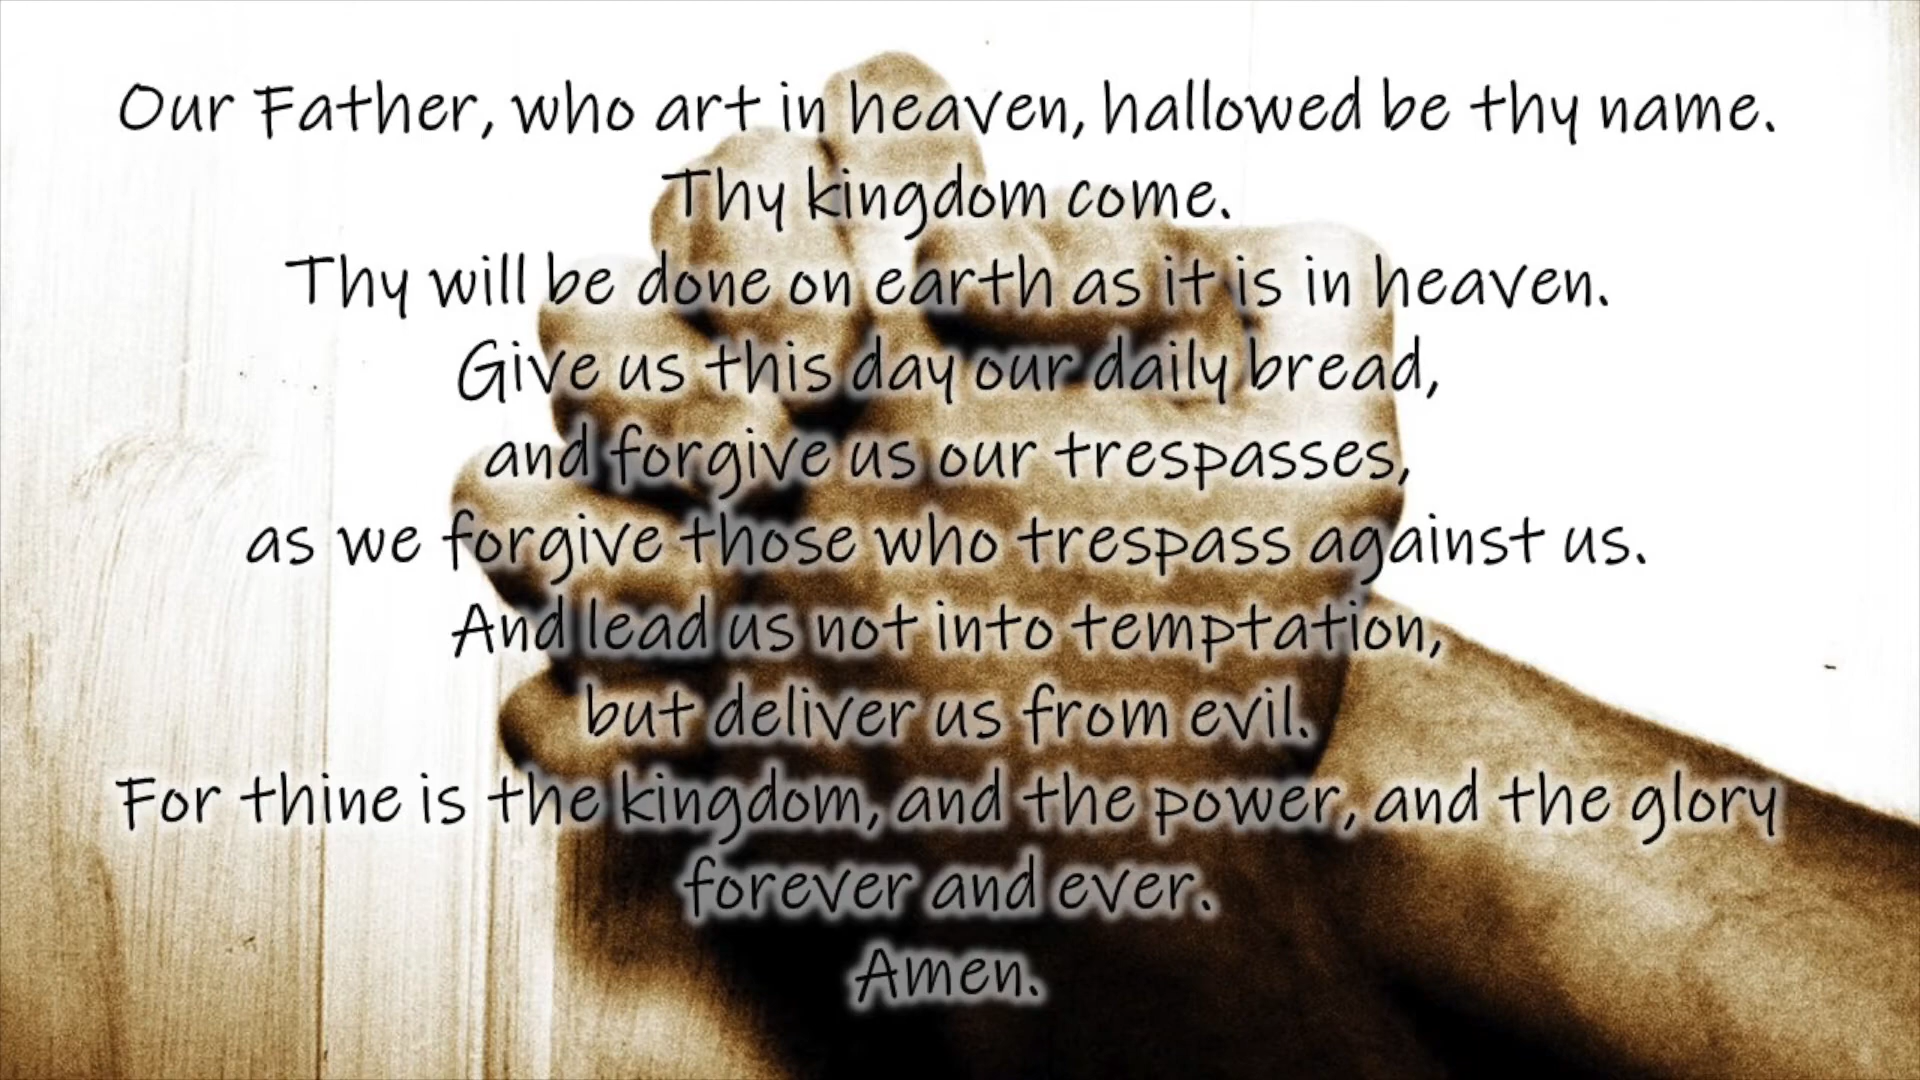 Our Father, who art in heaven, hallowed be thy name.
Thy kingdom come.
Thy will be done on earth as it is in heaven.
Give us this day our daily bread,
and forgive us our trespasses,
as we forgive those who trespass against us.
And lead us not into temptation,
but deliver us from evil.
For thine is the kingdom, and the power, and the glory
forever and ever.
Amen.